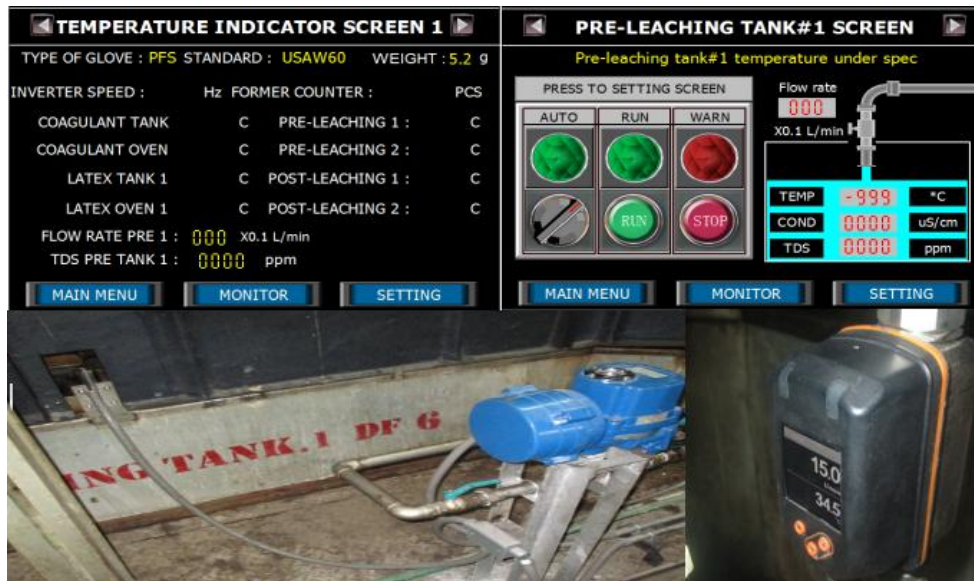 TEMPERATURE INDICATOR SCREEN 1
TYPE OF GLOVE : PFS STANDARD : USAW60 WEIGHT : 5.2 g
INVERTER SPEED : Hz FORMER COUNTER : PCS
COAGULANT TANK C PRE-LEACHING 1 : C
COAGULANT OVEN C PRE-LEACHING 2 : C
LATEX TANK 1 C POST-LEACHING 1 : C
LATEX OVEN 1 C POST-LEACHING 2 : C
FLOW RATE PRE 1 : 000 X0.1 L/min
TDS PRE TANK 1 : 0000 ppm
MAIN MENU MONITOR SETTING
PRE-LEACHING TANK#1 SCREEN
Pre-leaching tank#1 temperature under spec
PRESS TO SETTING SCREEN
AUTO RUN WARN
RUN STOP
Flow rate
000
X0.1 L/min
TEMP -999 *C
COND 0000 uS/cm
TDS 0000 ppm
MAIN MENU MONITOR SETTING
ING TANK.1 DF 6
15.0
34.5